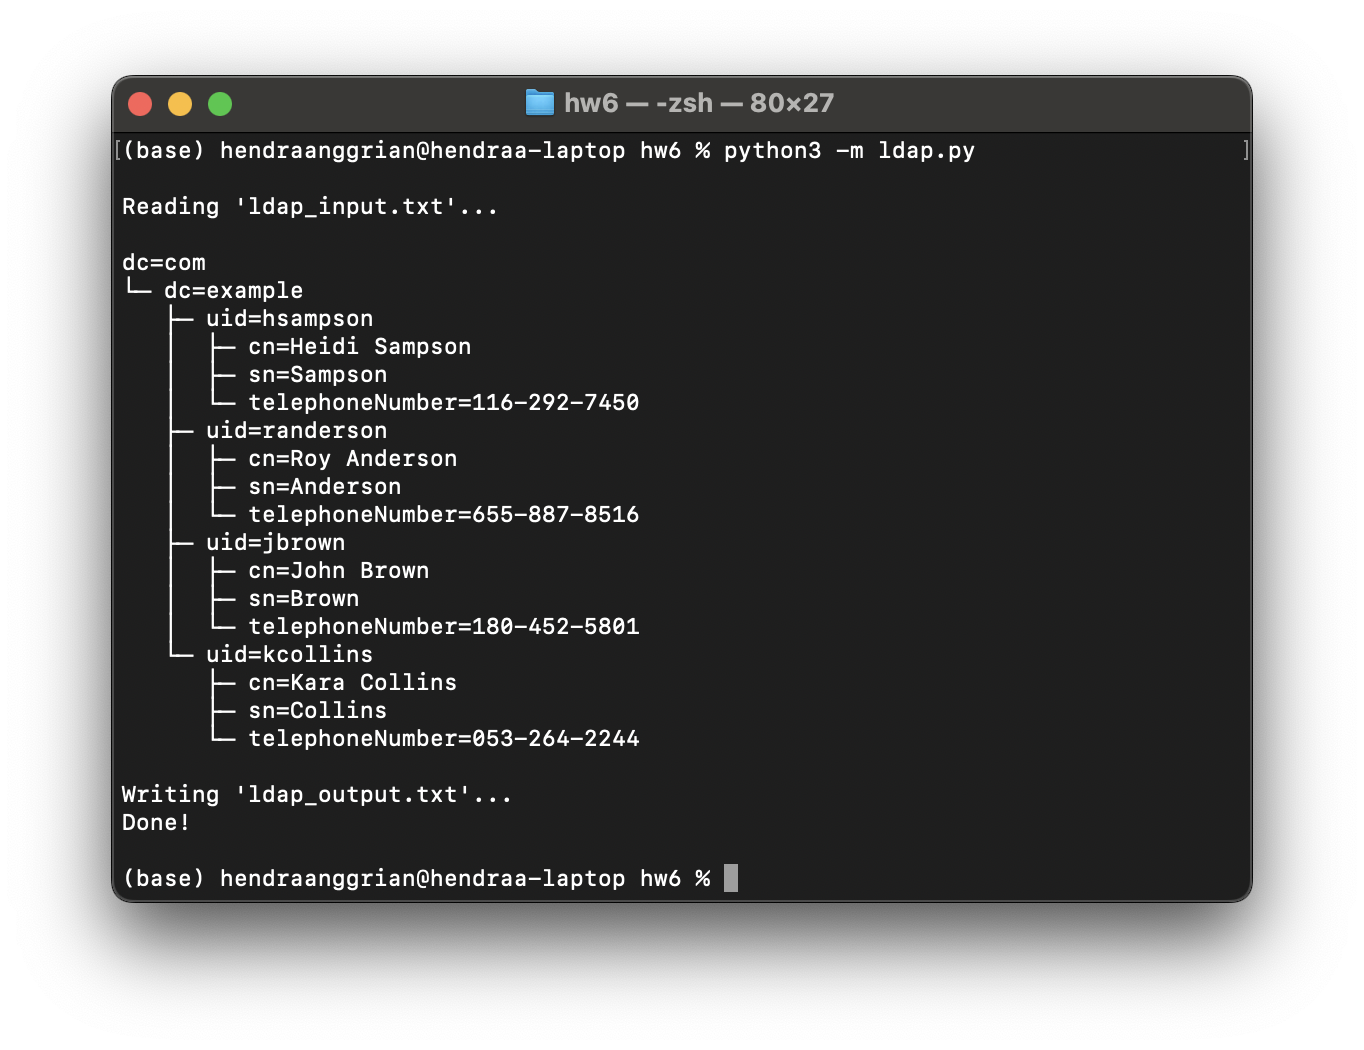 hw6 — -zsh — 80×27
[(base) hendraanggrian@hendraa-laptop hw6 % python3 -m ldap.py ]
Reading 'ldap_input.txt'...
dc=com
└─ dc=example
   ├─ uid=hsampson
   │  ├─ cn=Heidi Sampson
   │  ├─ sn=Sampson
   │  └─ telephoneNumber=116-292-7450
   ├─ uid=randerson
   │  ├─ cn=Roy Anderson
   │  ├─ sn=Anderson
   │  └─ telephoneNumber=655-887-8516
   ├─ uid=jbrown
   │  ├─ cn=John Brown
   │  ├─ sn=Brown
   │  └─ telephoneNumber=180-452-5801
   └─ uid=kcollins
      ├─ cn=Kara Collins
      ├─ sn=Collins
      └─ telephoneNumber=053-264-2244
Writing 'ldap_output.txt'...
Done!
(base) hendraanggrian@hendraa-laptop hw6 %